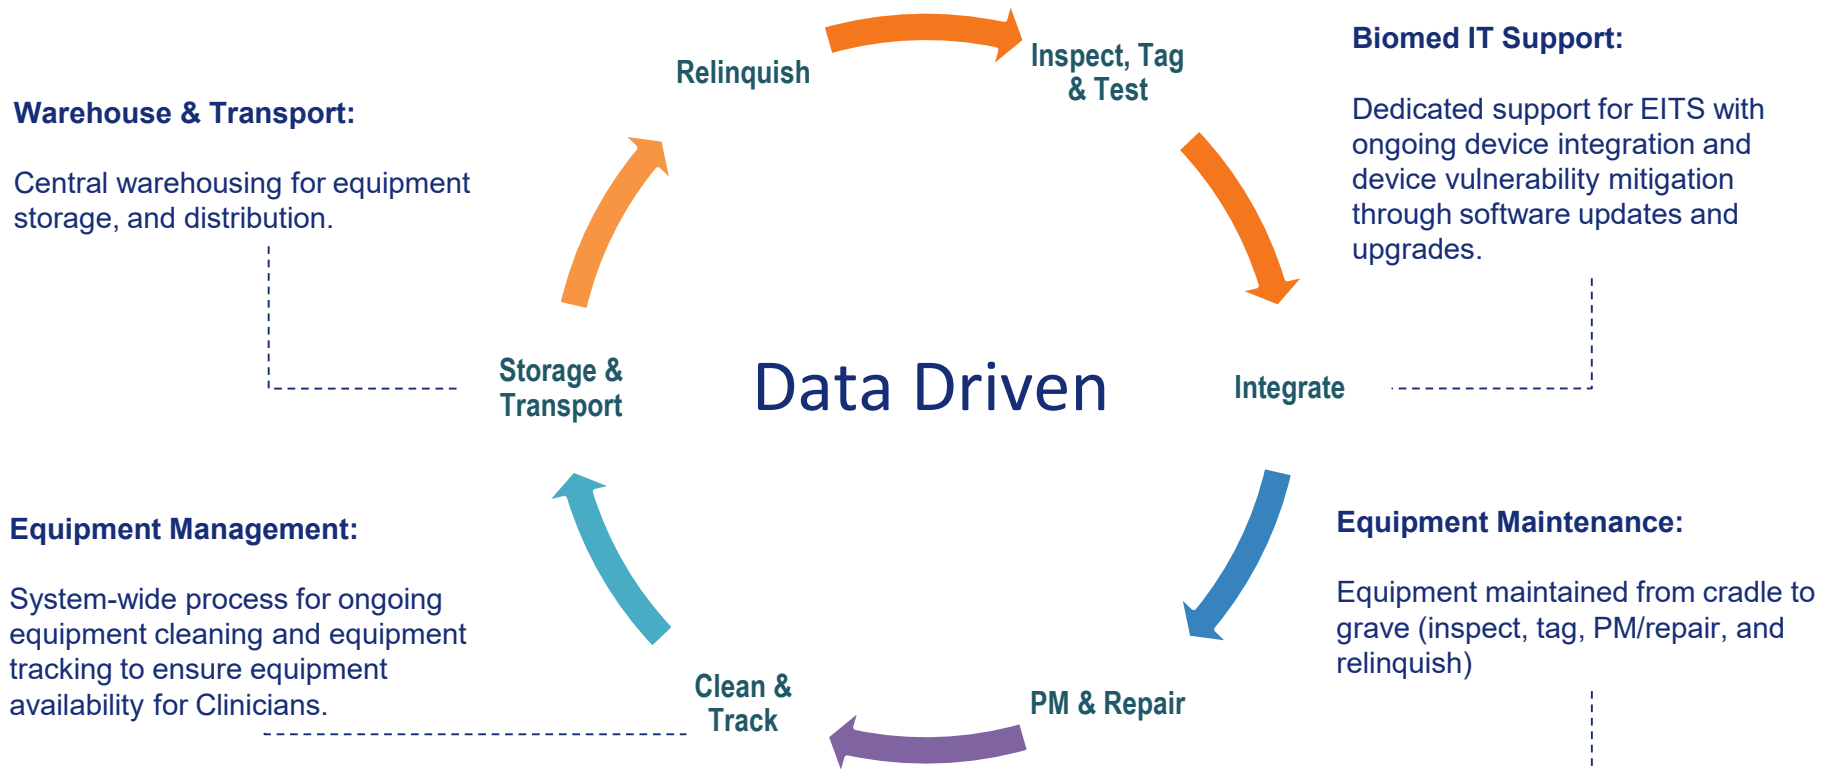 Relinquish
Inspect, Tag
& Test
Biomed IT Support:
Dedicated support for EITS with
ongoing device integration and
device vulnerability mitigation
through software updates and
upgrades.
Warehouse & Transport:
Central warehousing for equipment
storage, and distribution.
Storage &
Transport
Data Driven
Integrate
Equipment Management:
System-wide process for ongoing
equipment cleaning and equipment
tracking to ensure equipment
availability for Clinicians.
Equipment Maintenance:
Equipment maintained from cradle to
grave (inspect, tag, PM/repair, and
relinquish)
Clean &
Track
PM & Repair